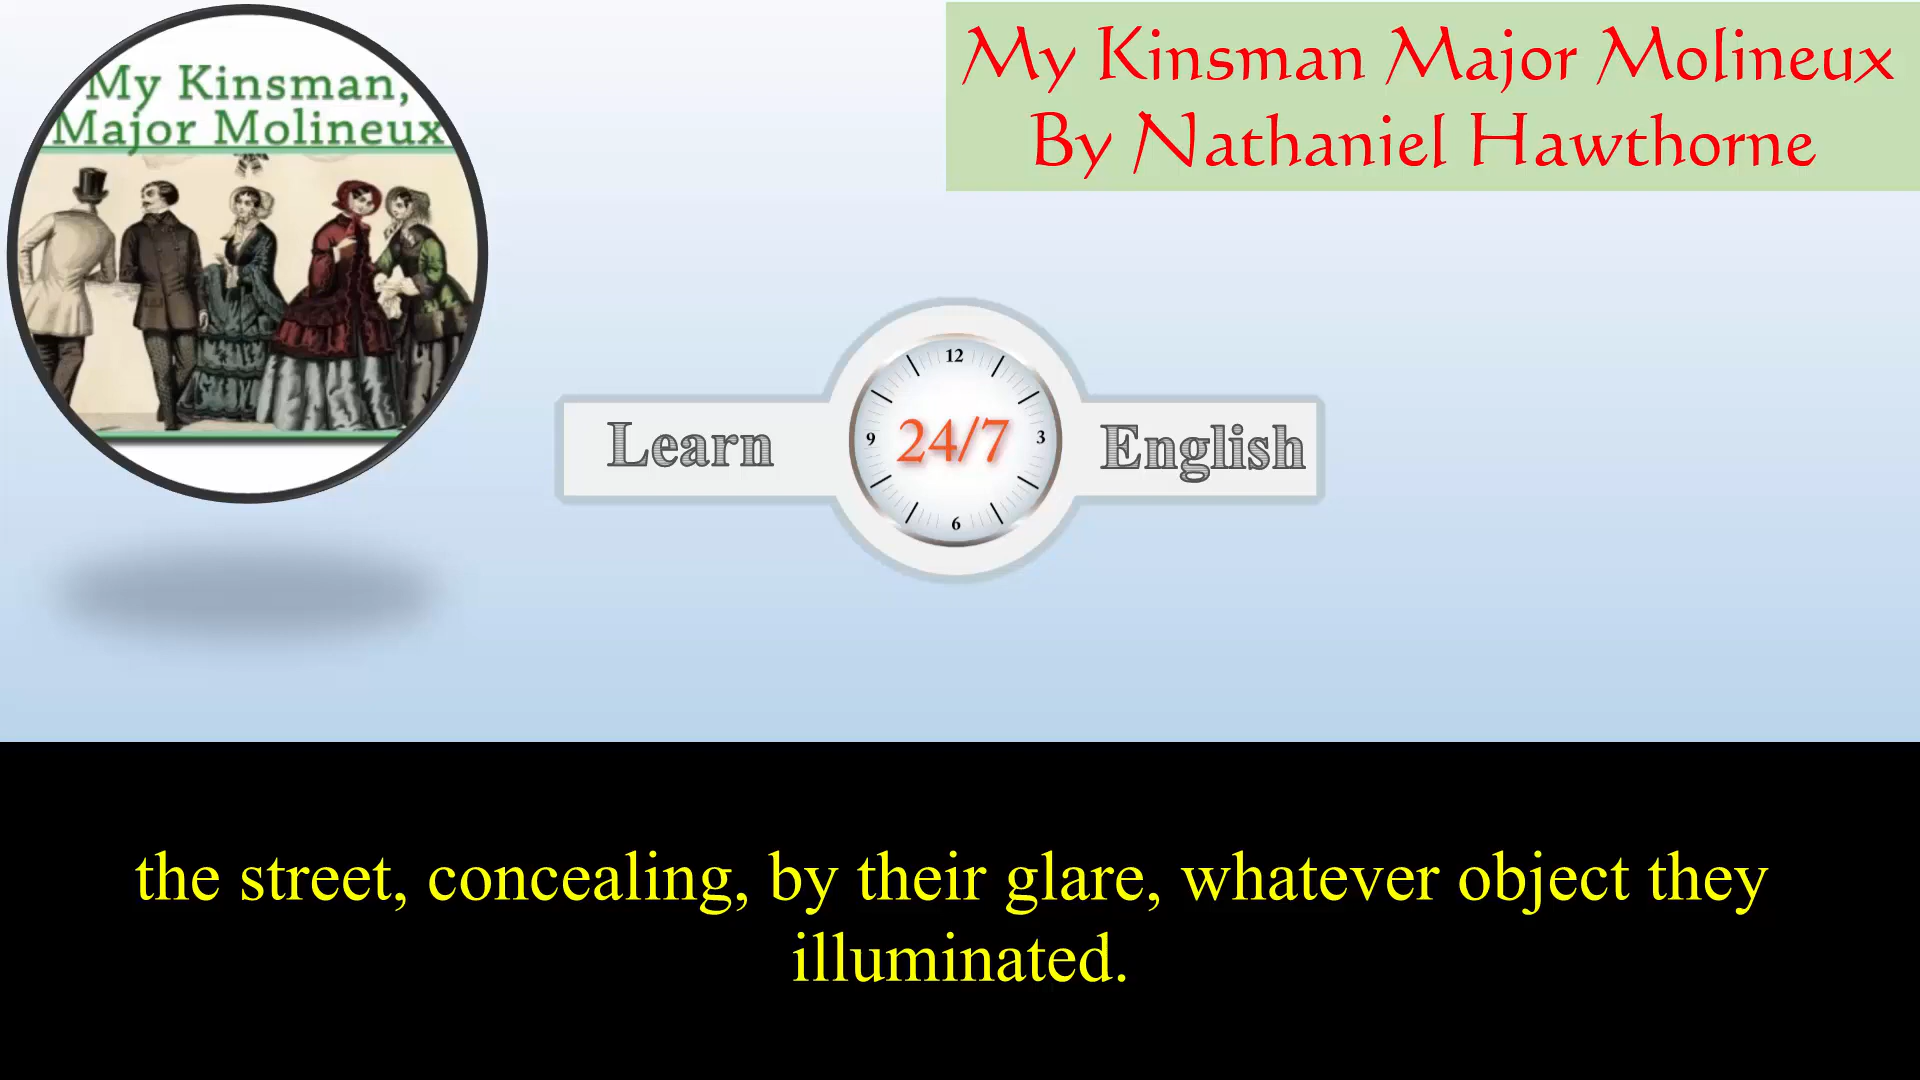 My Kinsman,
Major Molineux
My Kinsman Major Molineux
By Nathaniel Hawthorne
12
9
3
6
Learn 24/7 English
the street, concealing, by their glare, whatever object they
illuminated.